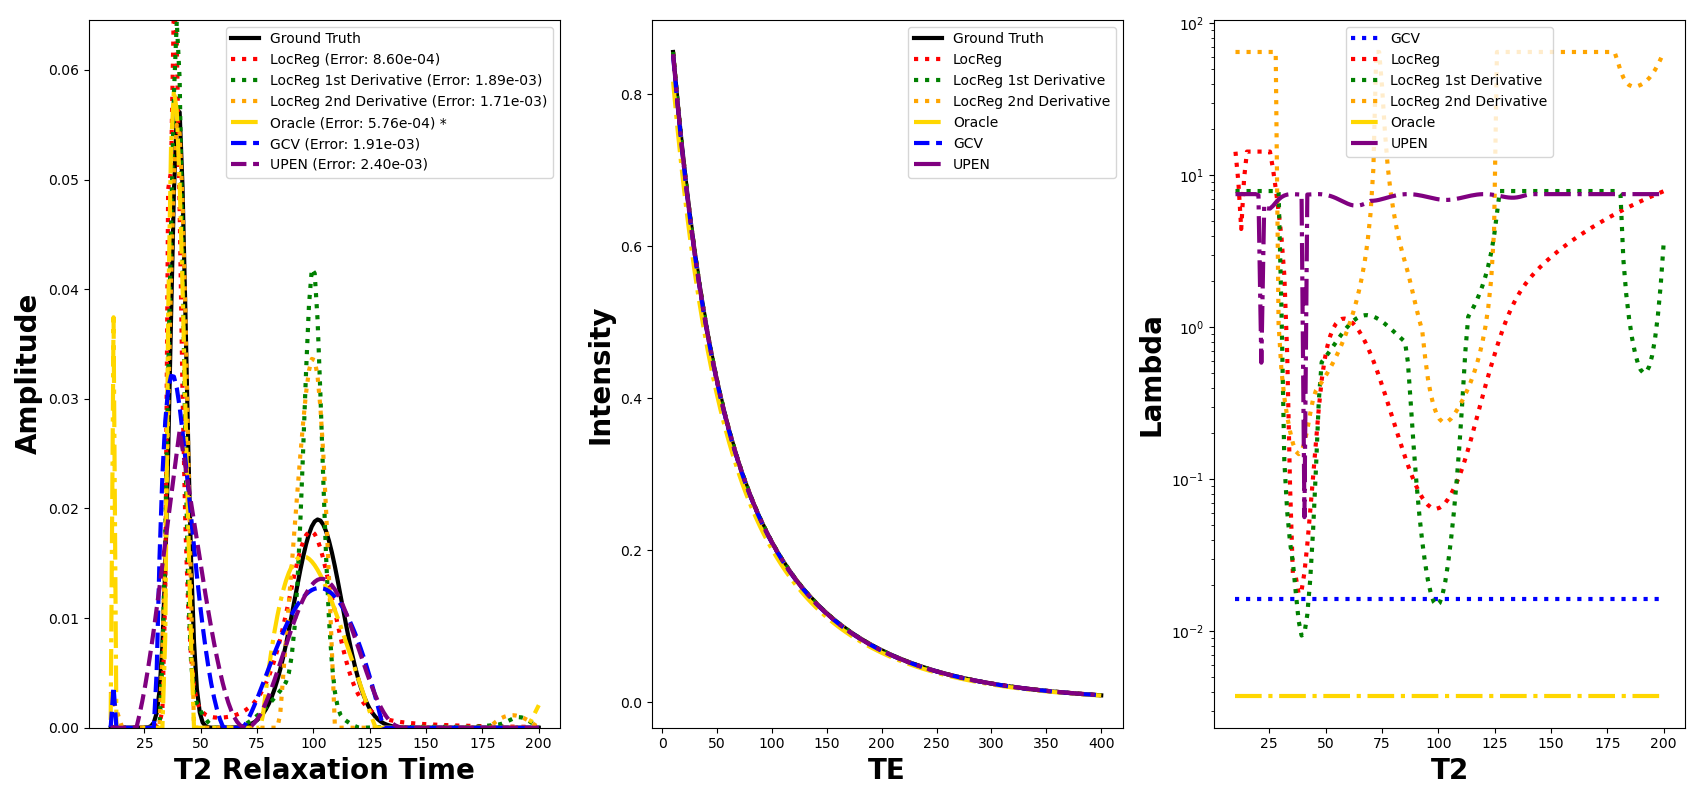 Amplitude
0.06
0.05
0.04
0.03
0.02
0.01
0.00
Ground Truth
LocReg (Error: 8.60e-04)
LocReg 1st Derivative (Error: 1.89e-03)
LocReg 2nd Derivative (Error: 1.71e-03)
Oracle (Error: 5.76e-04) *
GCV (Error: 1.91e-03)
UPEN (Error: 2.40e-03)
25 50 75 100 125 150 175 200
T2 Relaxation Time
Intensity
0.8
0.6
0.4
0.2
0.0
Ground Truth
LocReg
LocReg 1st Derivative
LocReg 2nd Derivative
Oracle
GCV
UPEN
0 50 100 150 200 250 300 350 400
TE
Lambda
10²
10¹
10⁰
10⁻¹
10⁻²
GCV
LocReg
LocReg 1st Derivative
LocReg 2nd Derivative
Oracle
UPEN
25 50 75 100 125 150 175 200
T2